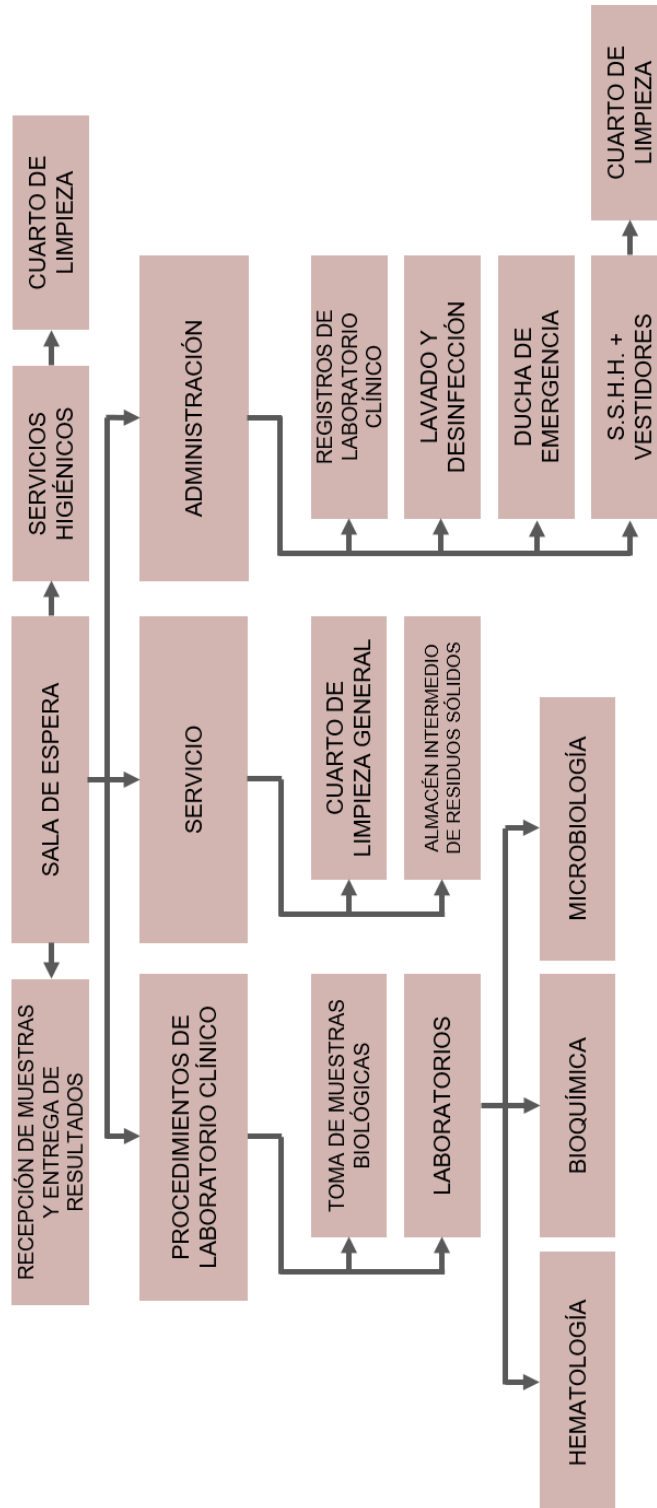 RECEPCIÓN DE MUESTRAS
Y ENTREGA DE
RESULTADOS
SALA DE ESPERA
SERVICIOS
HIGIÉNICOS
CUARTO DE
LIMPIEZA
PROCEDIMIENTOS DE
LABORATORIO CLÍNICO
SERVICIO
ADMINISTRACIÓN
TOMA DE MUESTRAS
BIOLÓGICAS
LABORATORIOS
CUARTO DE
LIMPIEZA GENERAL
ALMACÉN INTERMEDIO
DE RESIDUOS SÓLIDOS
REGISTROS DE
LABORATORIO
CLÍNICO
LAVADO Y
DESINFECCIÓN
DUCHA DE
EMERGENCIA
S.S.H.H. +
VESTIDORES
CUARTO DE
LIMPIEZA
HEMATOLOGÍA
BIOQUÍMICA
MICROBIOLOGÍA